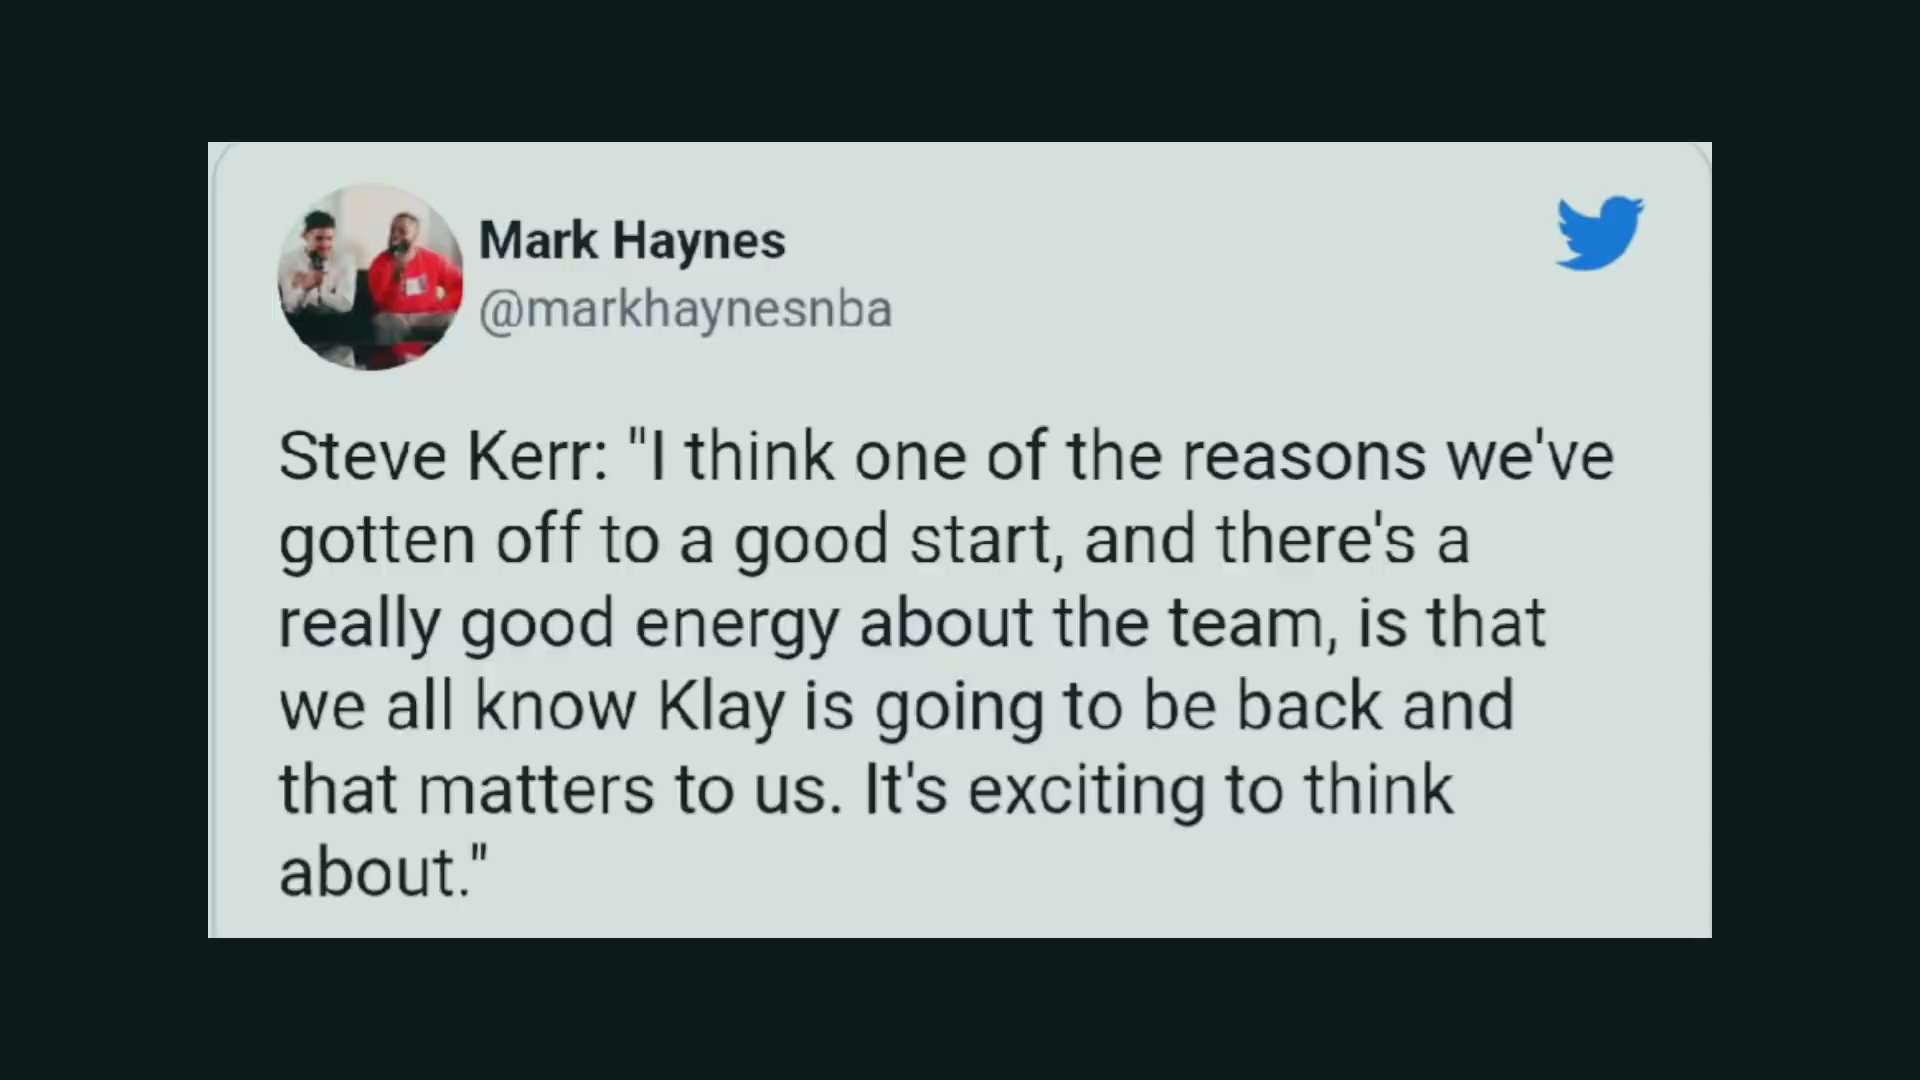 Mark Haynes
@markhaynesnba
Steve Kerr: "I think one of the reasons we've
gotten off to a good start, and there's a
really good energy about the team, is that
we all know Klay is going to be back and
that matters to us. It's exciting to think
about."